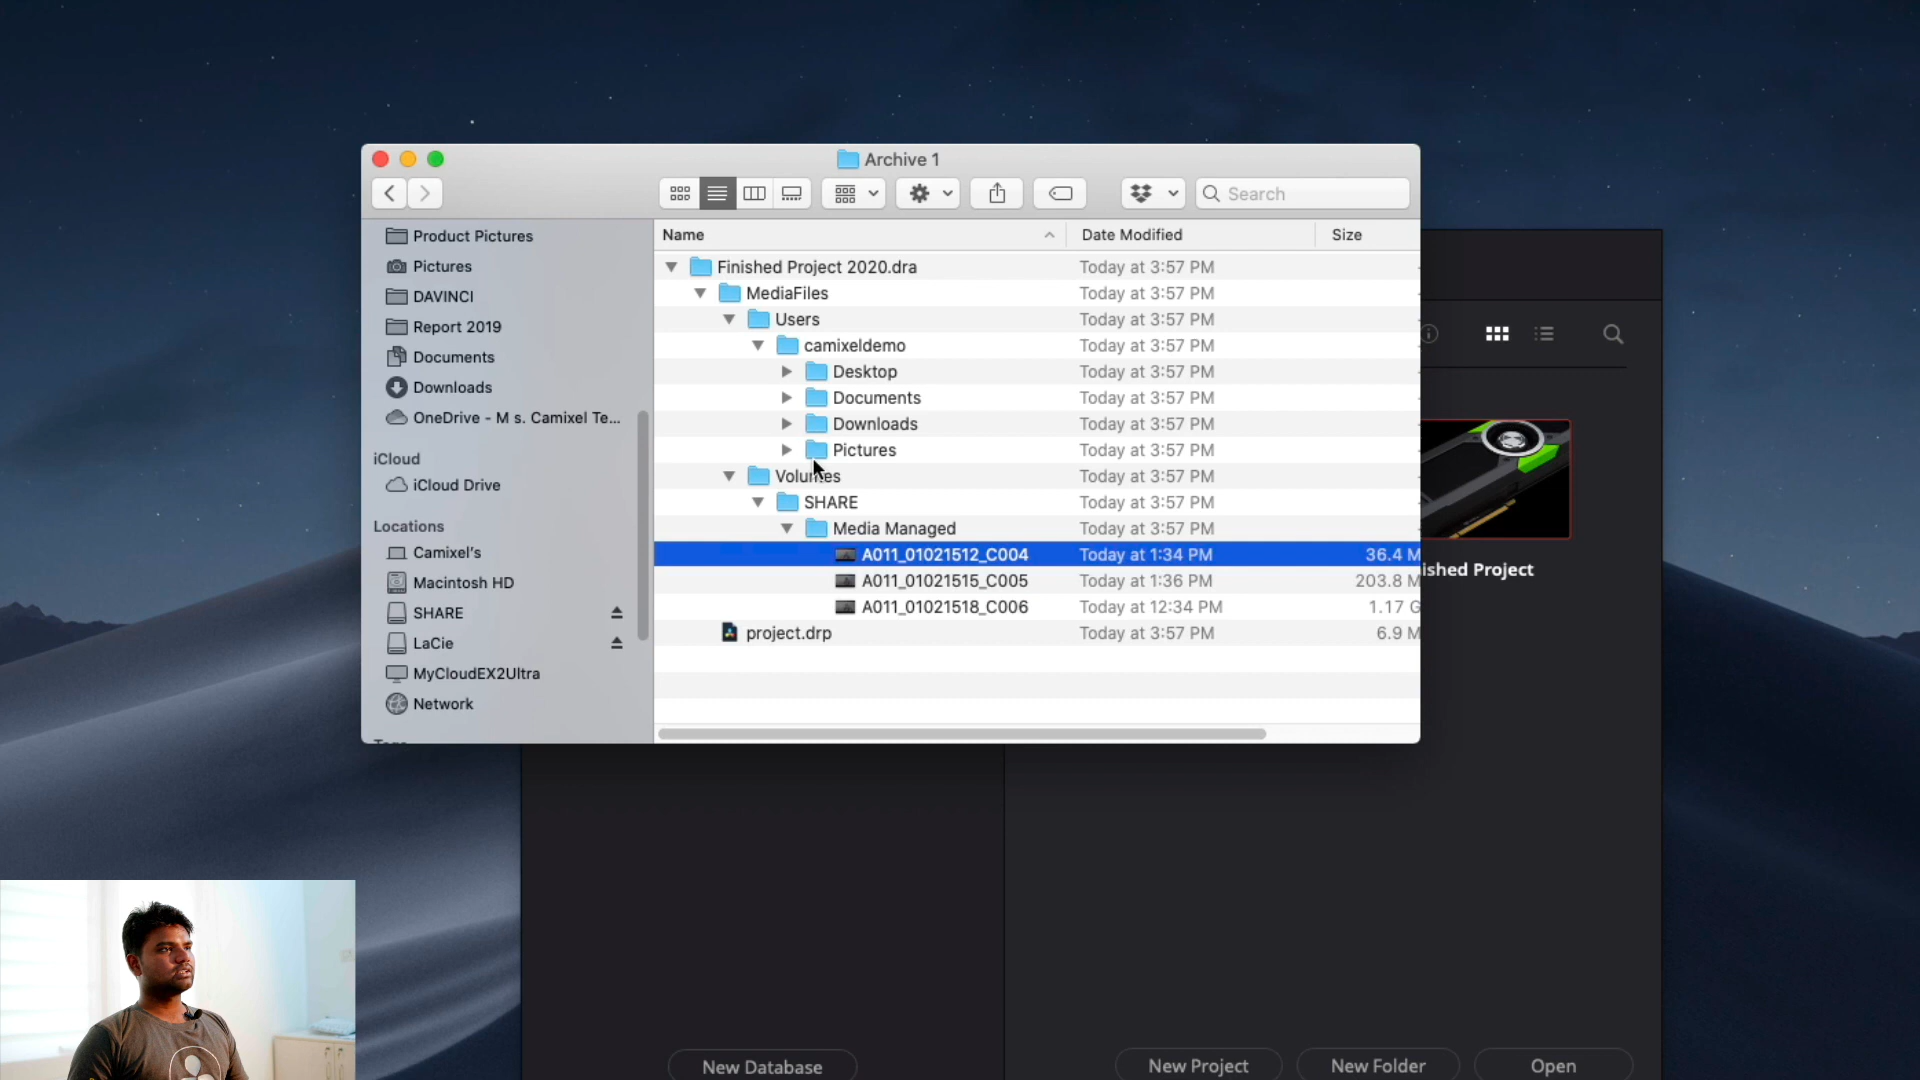 Archive 1
Search
Product Pictures
Pictures
DAVINCI
Report 2019
Documents
Downloads
OneDrive - M s. Camixel Te...
iCloud
iCloud Drive
Locations
Camixel's
Macintosh HD
SHARE
LaCie
MyCloudEX2Ultra
Network
Name Date Modified Size
Finished Project 2020.dra Today at 3:57 PM
MediaFiles Today at 3:57 PM
Users Today at 3:57 PM
camixeldemo Today at 3:57 PM
Desktop Today at 3:57 PM
Documents Today at 3:57 PM
Downloads Today at 3:57 PM
Pictures Today at 3:57 PM
Volumes Today at 3:57 PM
SHARE Today at 3:57 PM
Media Managed Today at 3:57 PM
A011_01021512_C004 Today at 1:34 PM 36.4 M
A011_01021515_C005 Today at 1:36 PM 203.8 M
A011_01021518_C006 Today at 12:34 PM 1.17 G
project.drp Today at 3:57 PM 6.9 M
ished Project
New Database
New Project
New Folder
Open